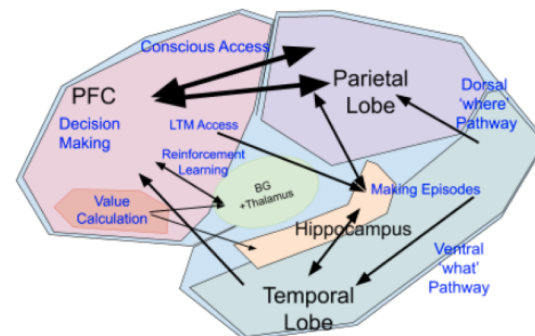 Conscious Access
PFC
Parietal
Lobe
Dorsal
'where'
Pathway
Decision
Making
LTM Access
Reinforcement
Learning
BG
+Thalamus
Making Episodes
Value
Calculation
Hippocampus
Ventral
'what'
Pathway
Temporal
Lobe